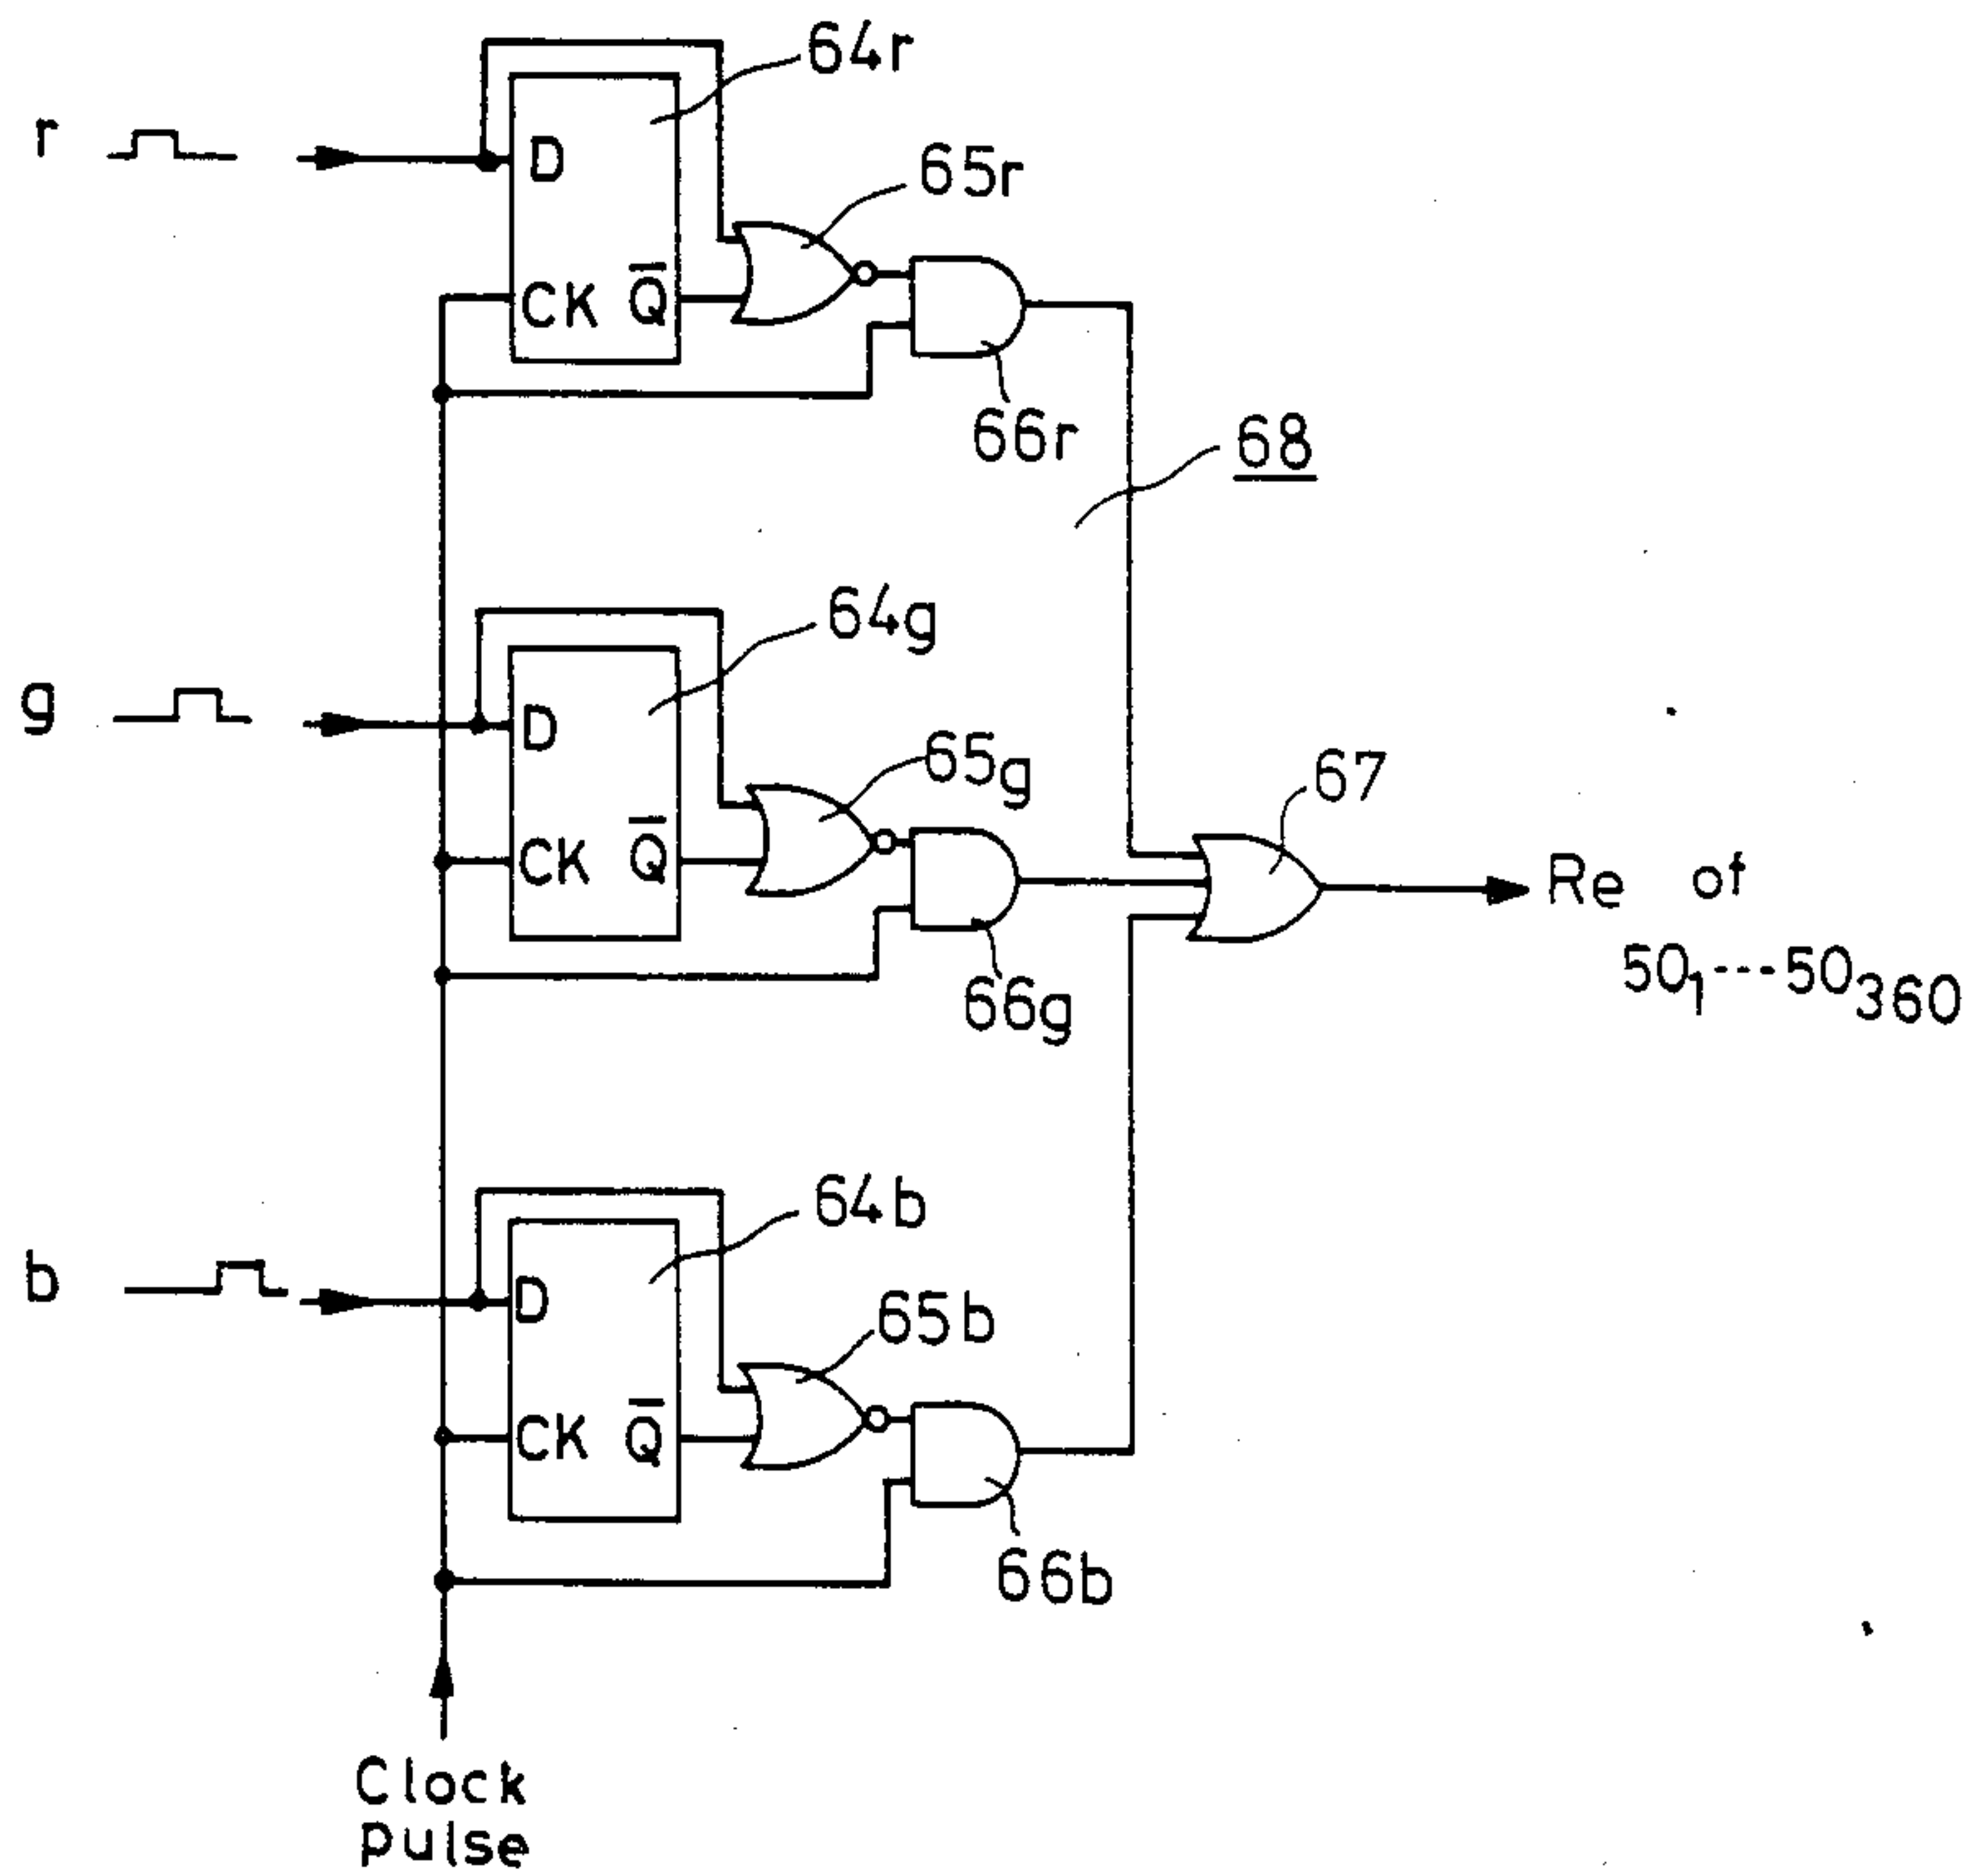 64r
r
D
65r
CK Q̅
66r
68
64g
g
D
65g
67
CK Q̅
Re of
50₁---50₃₆₀
66g
64b
b
D
65b
CK Q̅
66b
Clock
pulse